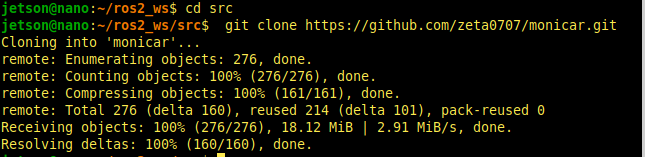 jetson@nano:~/ros2_ws$ cd src
jetson@nano:~/ros2_ws/src$  git clone https://github.com/zeta0707/monicar.git
Cloning into 'monicar'...
remote: Enumerating objects: 276, done.
remote: Counting objects: 100% (276/276), done.
remote: Compressing objects: 100% (161/161), done.
remote: Total 276 (delta 160), reused 214 (delta 101), pack-reused 0
Receiving objects: 100% (276/276), 18.12 MiB | 2.91 MiB/s, done.
Resolving deltas: 100% (160/160), done.
jetson@nano:~/ros2_ws/src$